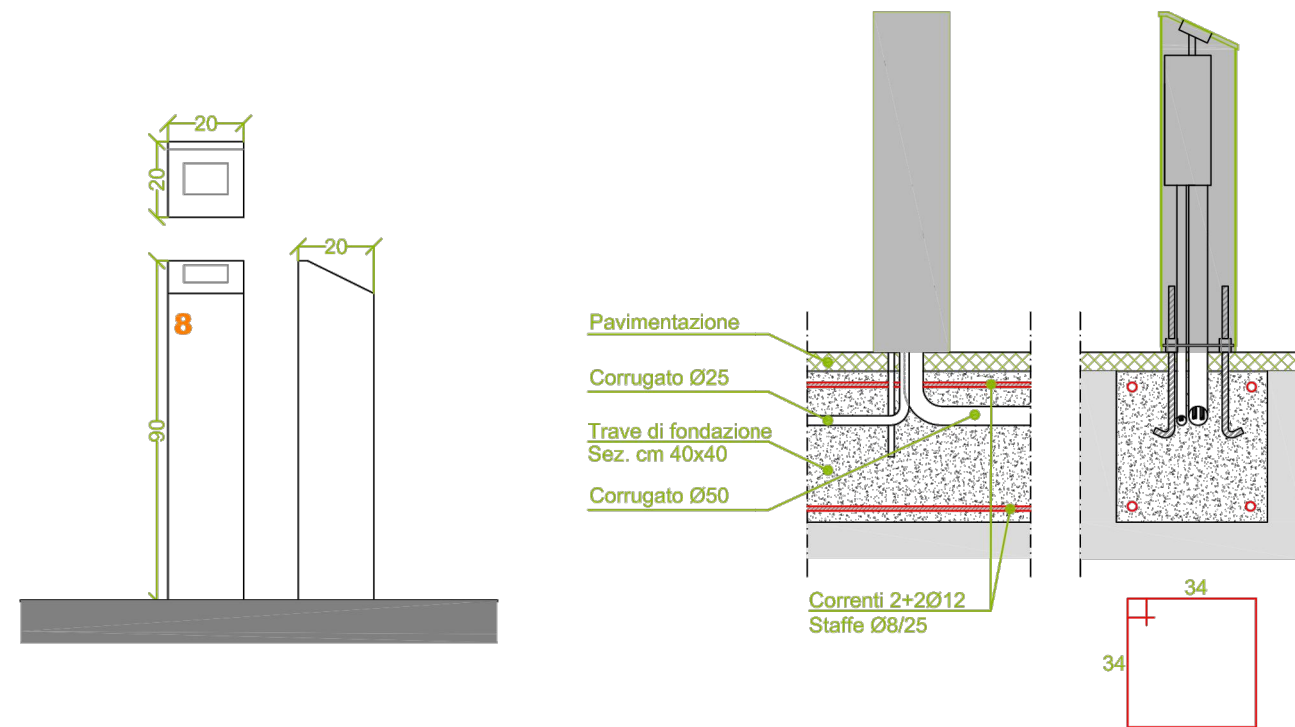 20
20
20
90
8
Pavimentazione
Corrugato Ø25
Trave di fondazione
Sez. cm 40x40
Corrugato Ø50
Correnti 2+2Ø12
Staffe Ø8/25
34
34